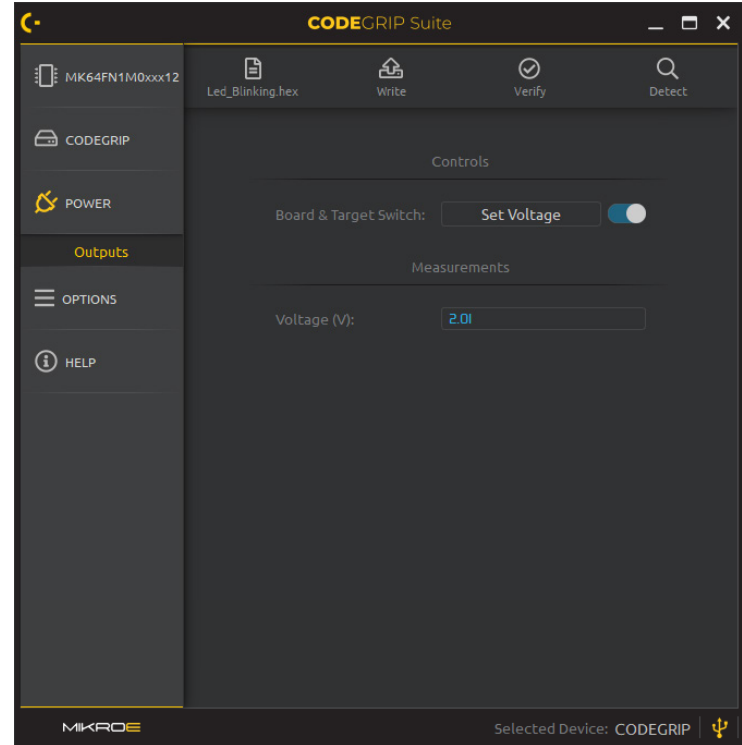 CODEGRIP Suite
MK64FN1M0xxx12
Led_Blinking.hex
Write
Verify
Detect
CODEGRIP
POWER
Outputs
OPTIONS
HELP
Controls
Board & Target Switch:
Set Voltage
Measurements
Voltage (V):
2.01
MIKROE
Selected Device: CODEGRIP